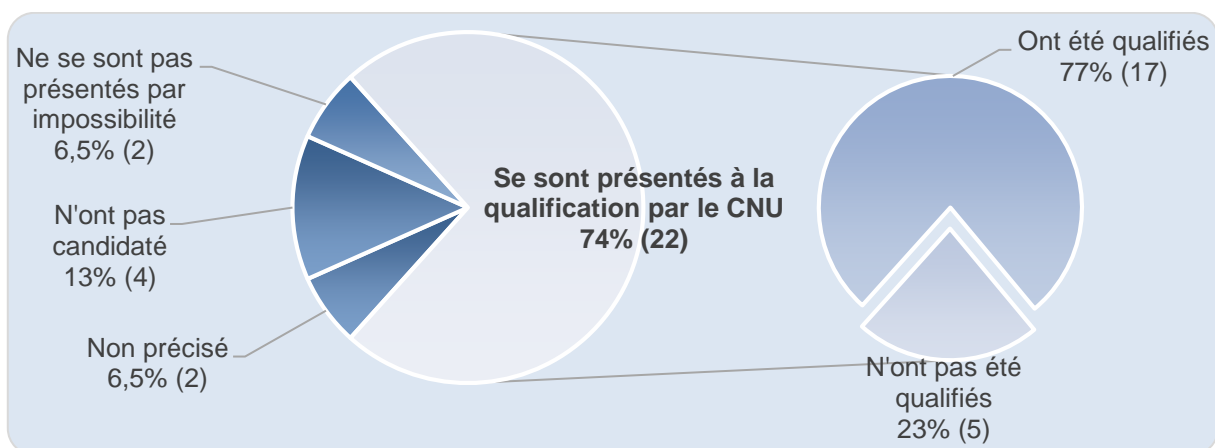 Ne se sont pas
présentés par
impossibilité
6,5% (2)
N'ont pas
candidaté
13% (4)
Non précisé
6,5% (2)
Se sont présentés à la
qualification par le CNU
74% (22)
Ont été qualifiés
77% (17)
N'ont pas été
qualifiés
23% (5)